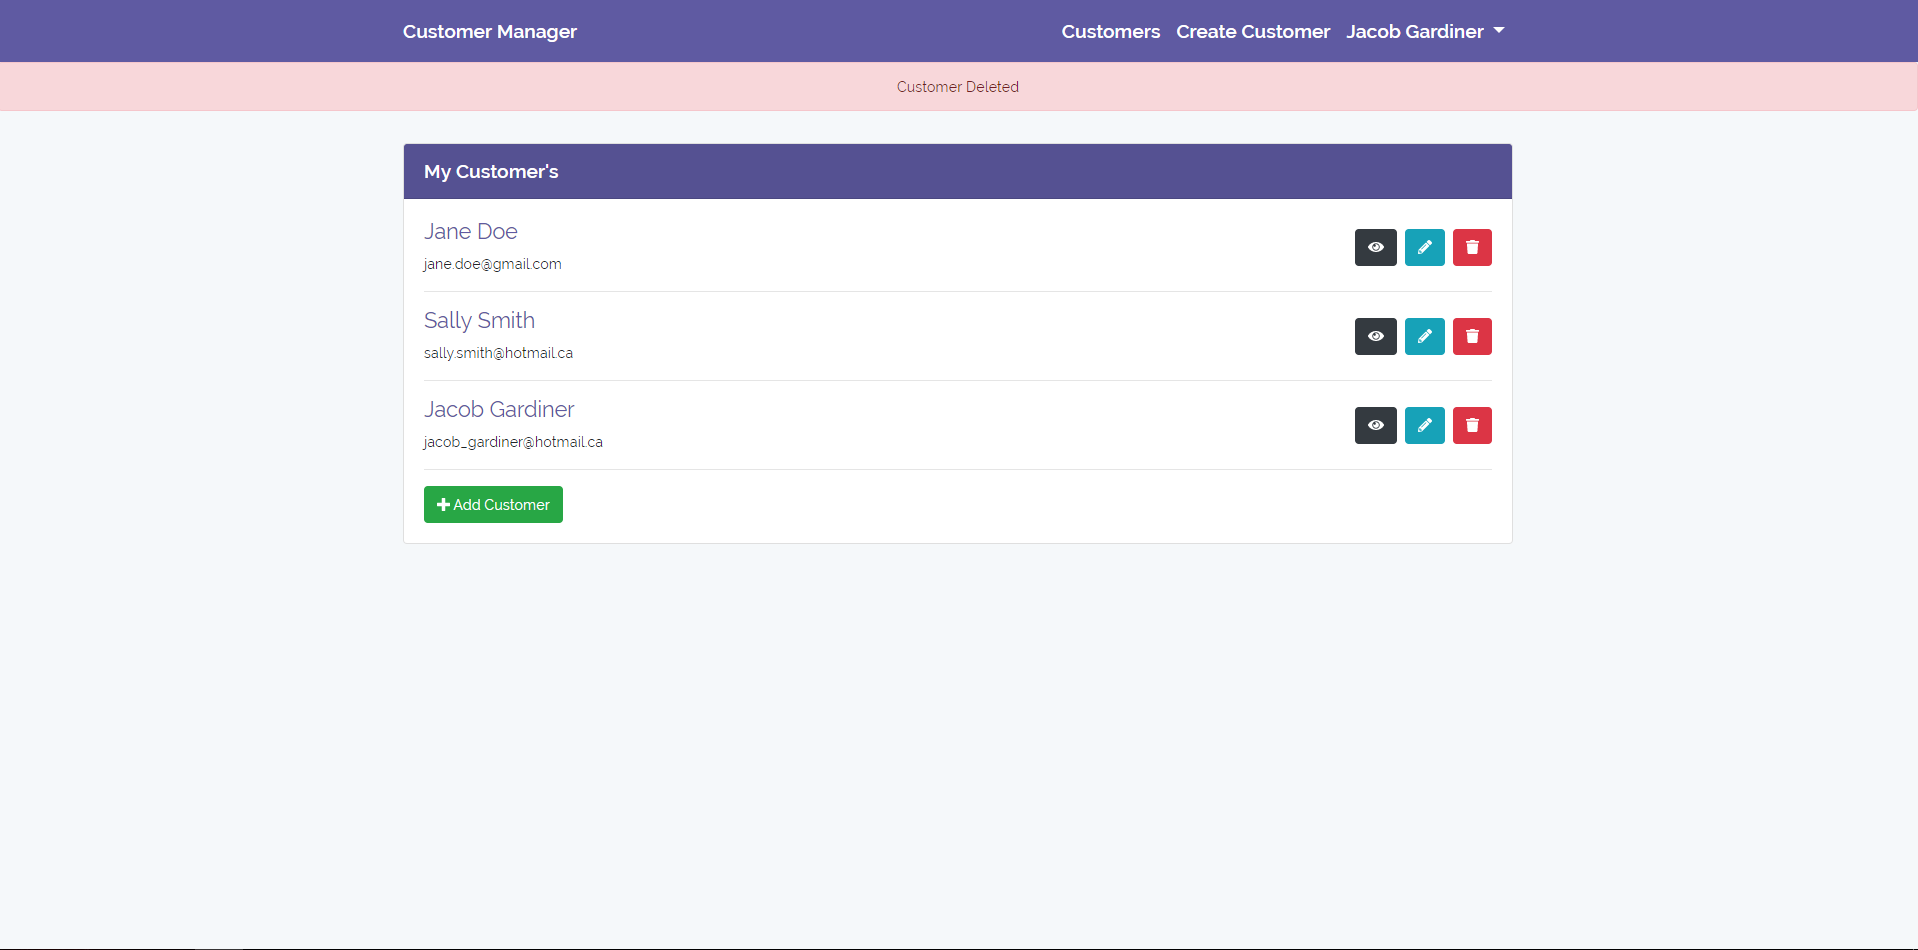 Customer Manager
Customers Create Customer Jacob Gardiner
Customer Deleted
My Customer's
Jane Doe
jane.doe@gmail.com
Sally Smith
sally.smith@hotmail.ca
Jacob Gardiner
jacob_gardiner@hotmail.ca
Add Customer